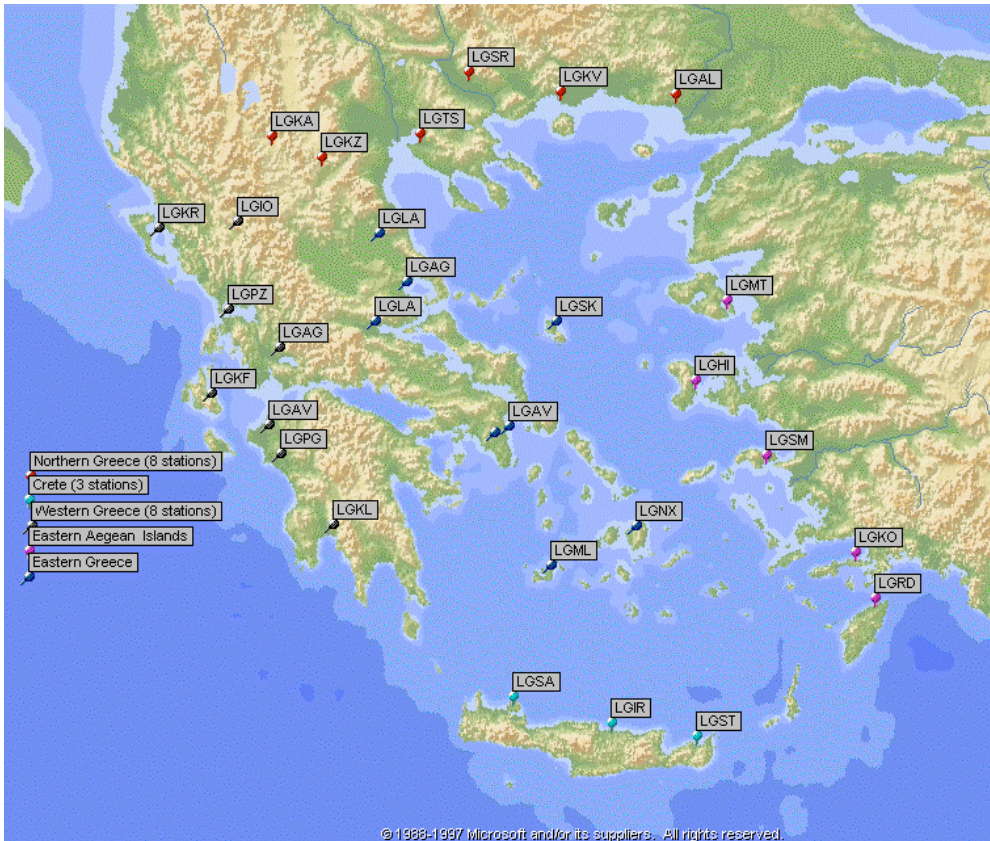 LGSR
LGKV
LGAL
LGKA
LGTS
LGKZ
LGKR
LGIO
LGLA
LGAG
LGMT
LGPZ
LGLA
LGSK
LGAG
LGHI
LGKF
LGAV
LGAV
LGPG
LGSM
Northern Greece (8 stations)
Crete (3 stations)
Western Greece (8 stations)
LGKL
LGNX
Eastern Aegean Islands
LGKO
Eastern Greece
LGML
LGRD
LGSA
LGIR
LGST
©1988-1997 Microsoft and/or its suppliers. All rights reserved.